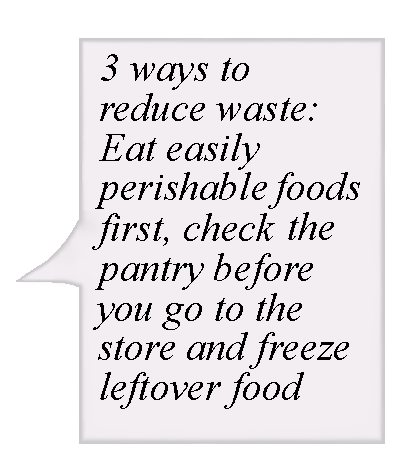 3 ways to
reduce waste:
Eat easily
perishable foods
first, check the
pantry before
you go to the
store and freeze
leftover food